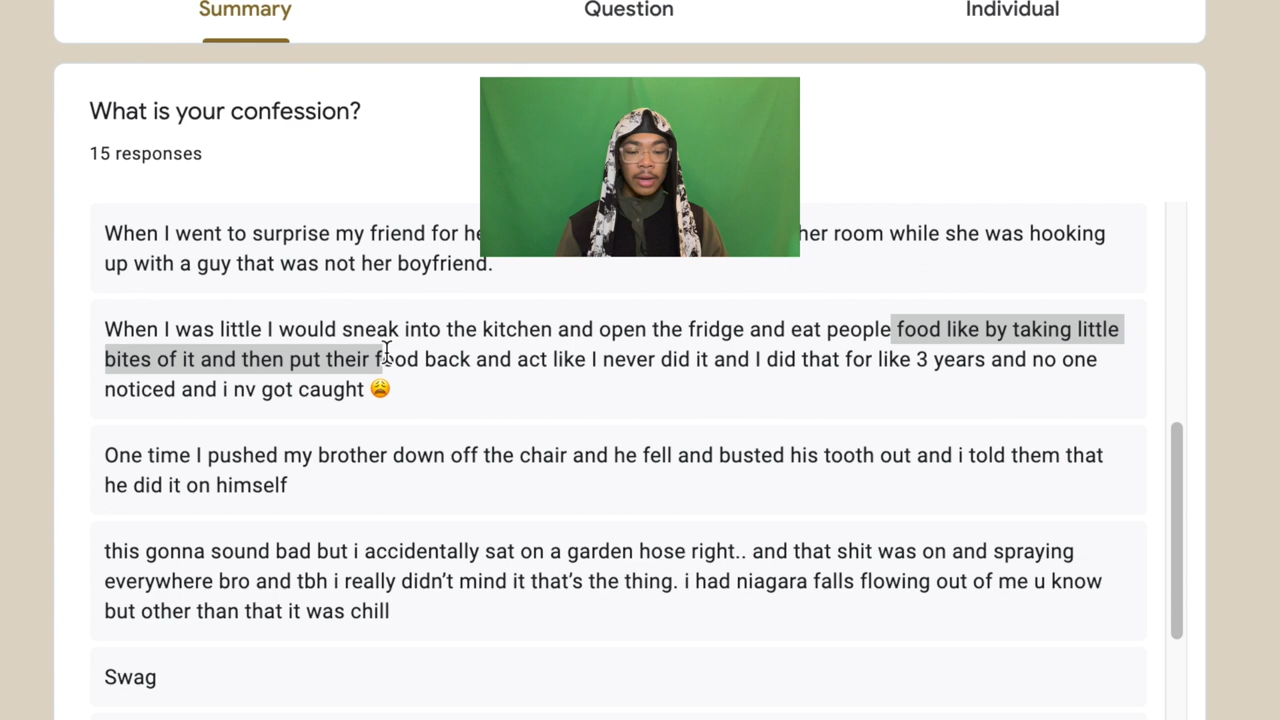 Summary Question Individual
What is your confession?
15 responses
When I went to surprise my friend for her room while she was hooking
up with a guy that was not her boyfriend.
When I was little I would sneak into the kitchen and open the fridge and eat people food like by taking little
bites of it and then put their food back and act like I never did it and I did that for like 3 years and no one
noticed and i nv got caught 😩
One time I pushed my brother down off the chair and he fell and busted his tooth out and i told them that
he did it on himself
this gonna sound bad but i accidentally sat on a garden hose right.. and that shit was on and spraying
everywhere bro and tbh i really didn’t mind it that’s the thing. i had niagara falls flowing out of me u know
but other than that it was chill
Swag